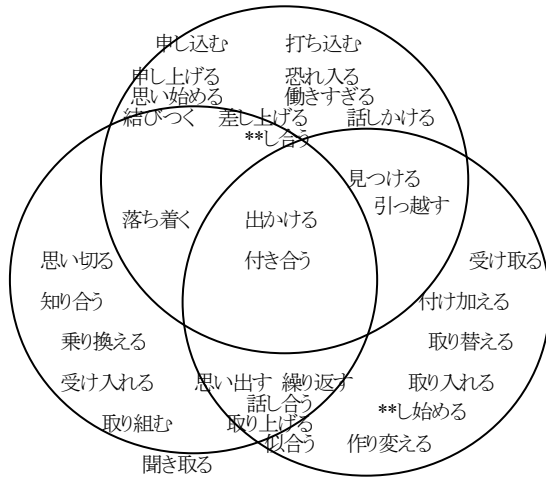 申し込む 打ち込む
申し上げる 恐れ入る
思い始める 働きすぎる
結びつく 差し上げる 話しかける
**し合う
見つける
引っ越す
落ち着く 出かける
思い切る 付き合う 受け取る
知り合う 付け加える
乗り換える 取り替える
受け入れる 思い出す 繰り返す 取り入れる
話し合う **し始める
取り組む 取り上げる
似合う 作り変える
聞き取る